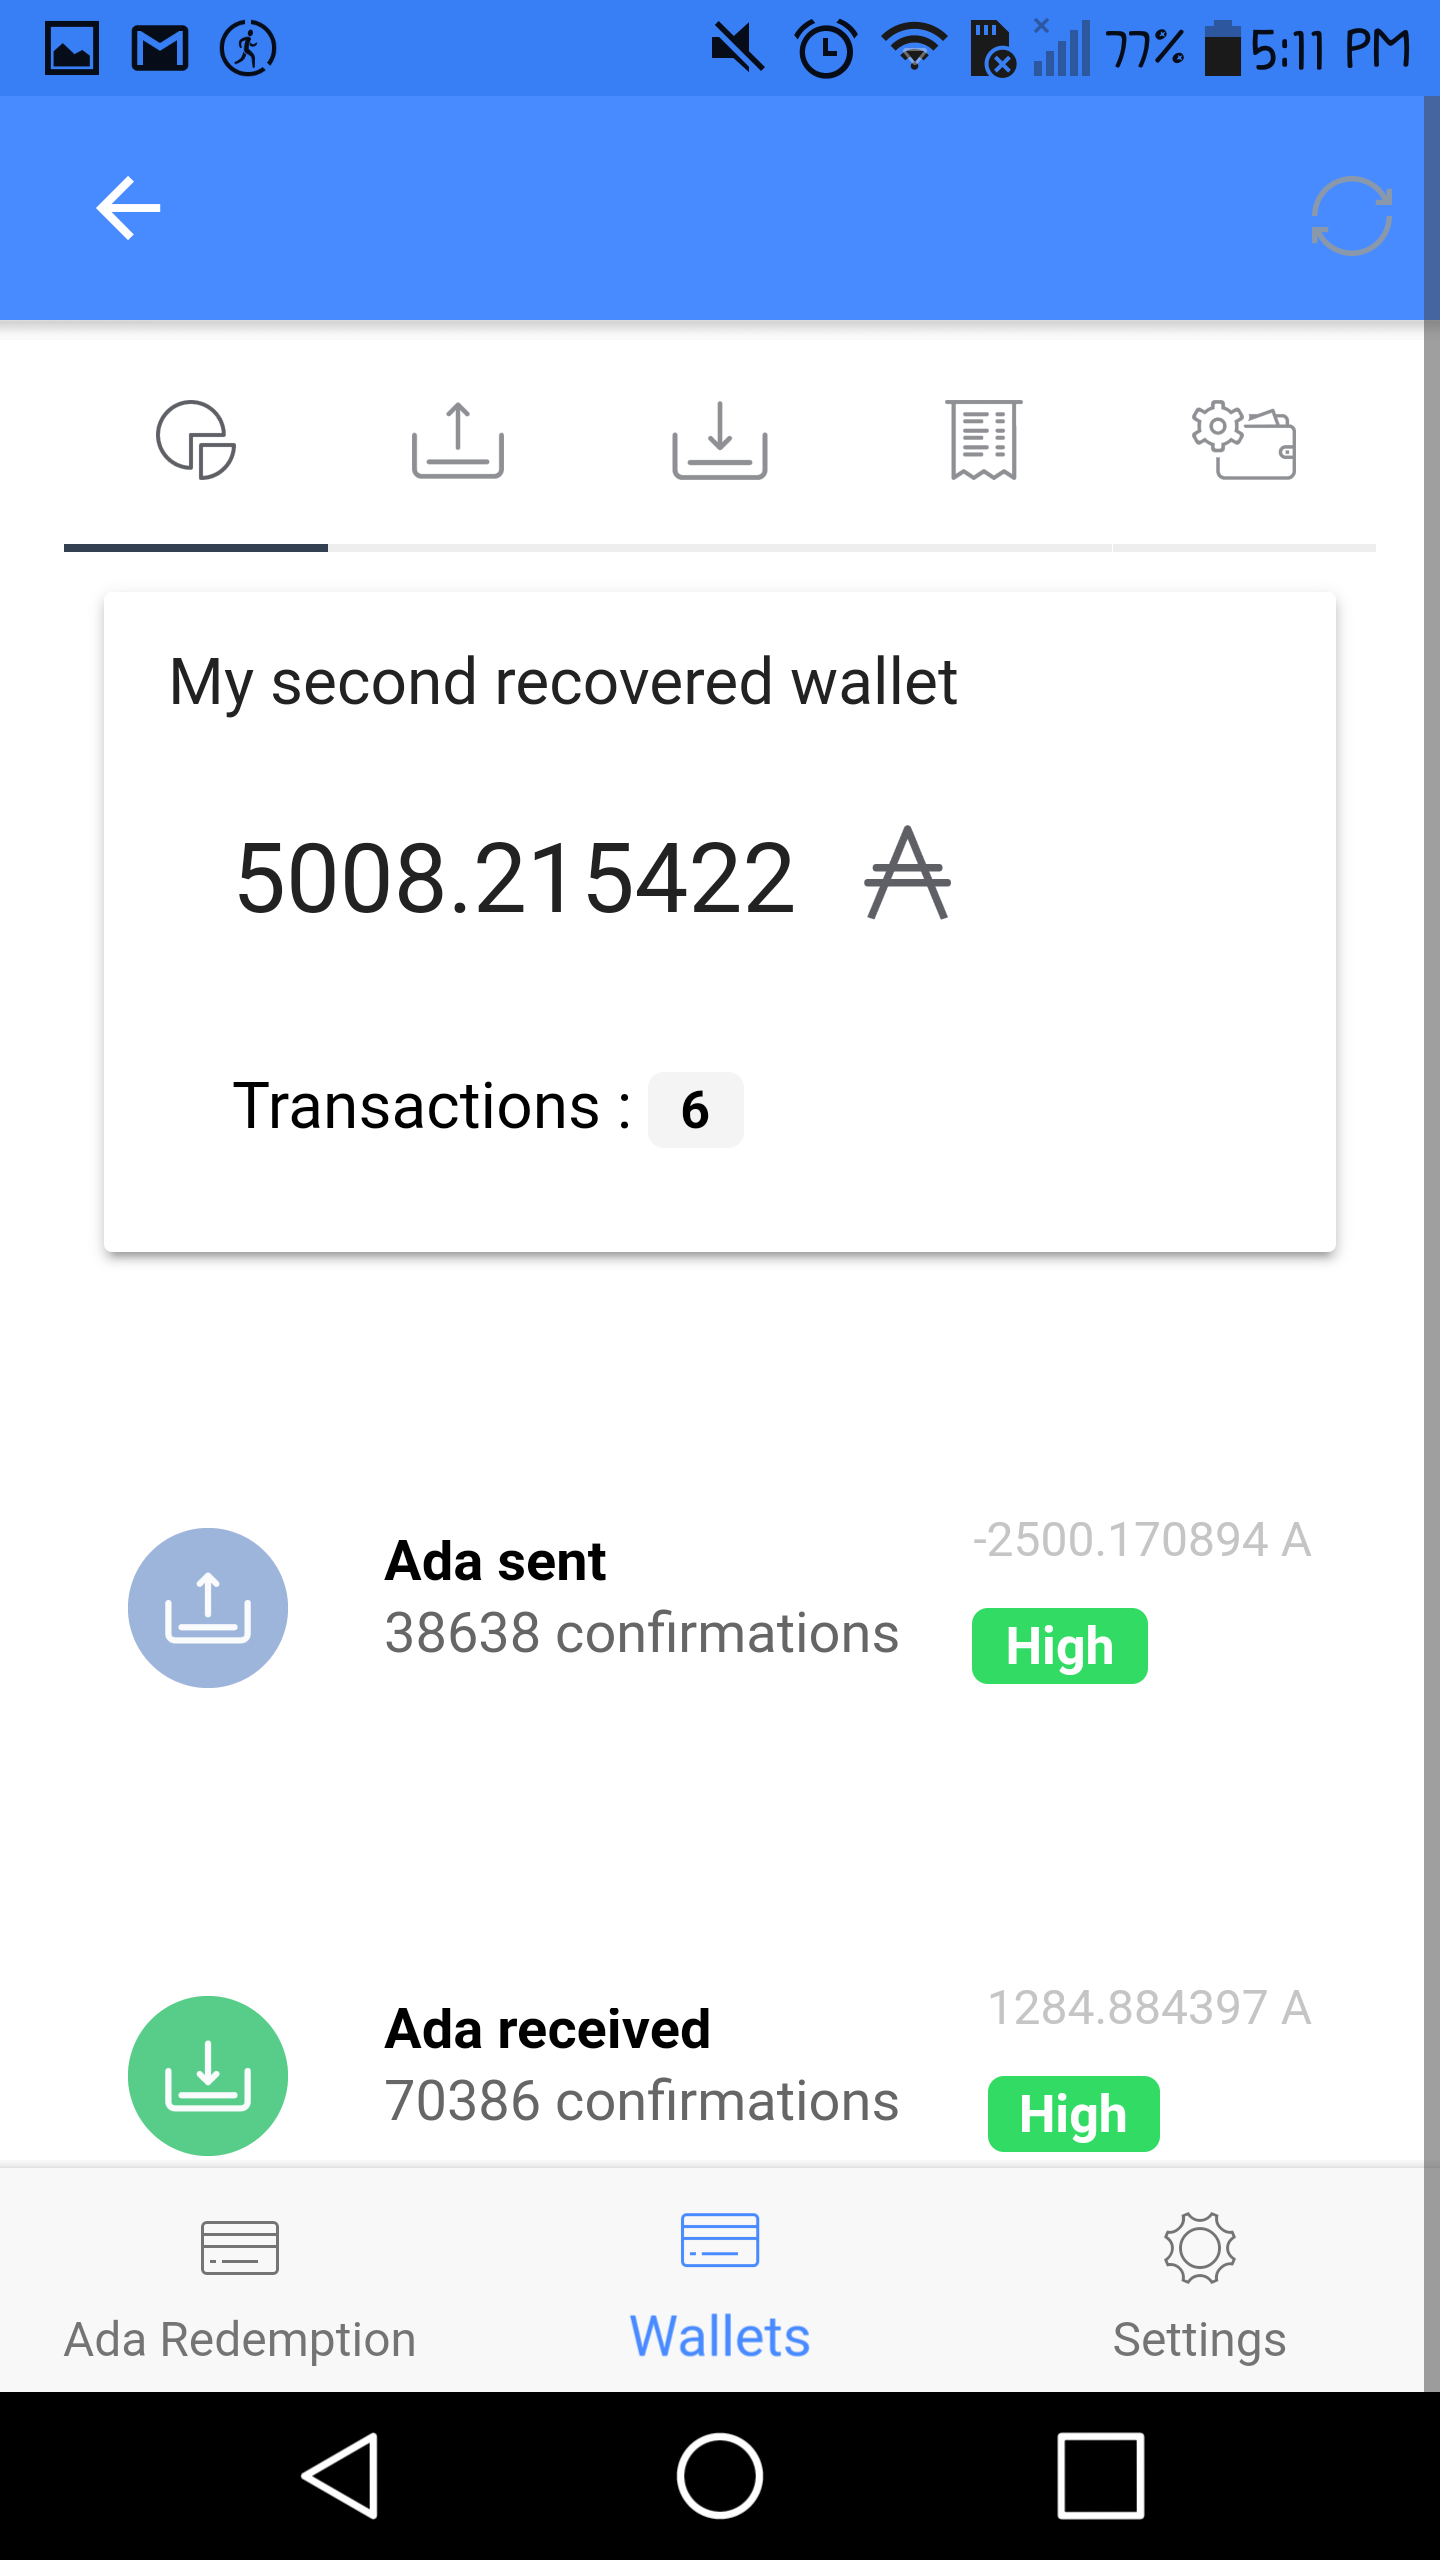 77% 5:11 PM
My second recovered wallet
5008.215422
Transactions : 6
Ada sent
-2500.170894 A
38638 confirmations
High
Ada received
1284.884397 A
70386 confirmations
High
Ada Redemption
Wallets
Settings